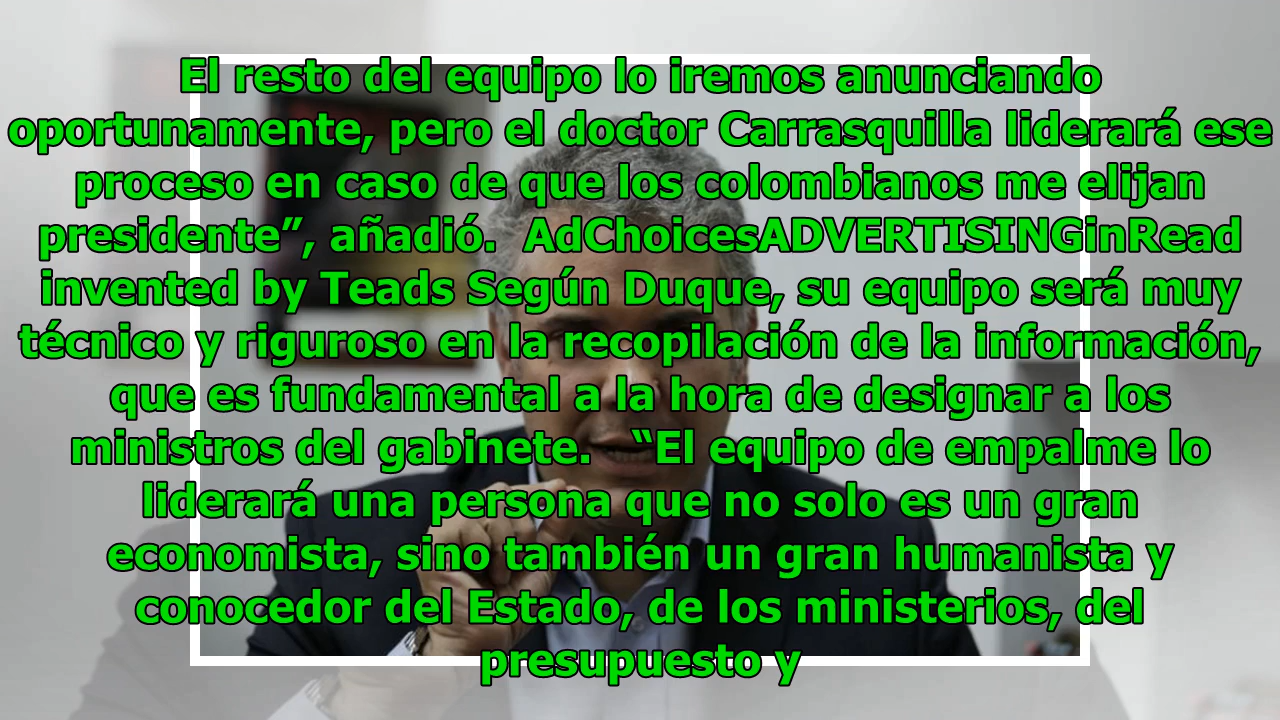 El resto del equipo lo iremos anunciando
oportunamente, pero el doctor Carrasquilla liderará ese
proceso en caso de que los colombianos me elijan
presidente”, añadió.  AdChoicesADVERTISINGinRead
invented by Teads Según Duque, su equipo será muy
técnico y riguroso en la recopilación de la información,
que es fundamental a la hora de designar a los
ministros del gabinete.   “El equipo de empalme lo
liderará una persona que no solo es un gran
economista, sino también un gran humanista y
conocedor del Estado, de los ministerios, del
presupuesto y